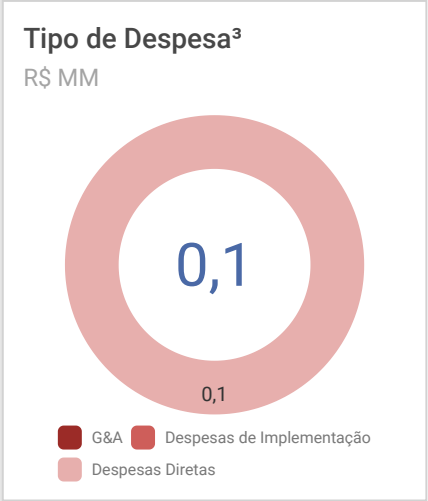 Tipo de Despesa³
R$ MM
0,1
0,1
G&A Despesas de Implementação
Despesas Diretas